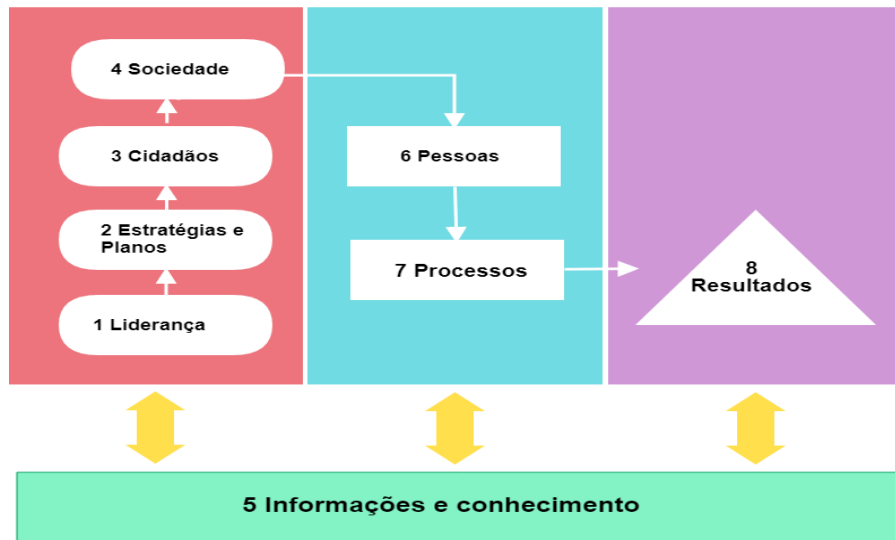 4 Sociedade
3 Cidadãos
2 Estratégias e
Planos
1 Liderança
6 Pessoas
7 Processos
8
Resultados
5 Informações e conhecimento